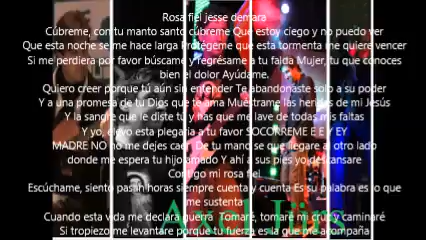 Rosa fiel jesse demara
Cúbreme, con tu manto santo cúbreme Que estoy ciego y no puedo ver
Que esta noche se me hace larga Protégeme que esta tormenta me quiere vencer
Si me perdiera por favor búscame y regrésame a tu falda Mujer, tu que conoces
bien el dolor Ayúdame.
Quiero creer porque tú aún sin entender Te abandonaste solo a su poder
Y a una promesa de tu Dios que te ama Muéstrame las heridas de mi Jesús
Y la sangre que le diste tú y has que me lave de todas mis faltas
Y yo, elevo esta plegaria a tu favor SOCORREME E E Y EY
MADRE NO no me dejes caer De tu mano se que llegare al otro lado
donde me espera tu hijo amado Y ahí a sus pies yo descansare
Contigo mi rosa fiel
Escúchame, siento pasan horas siempre cuenta y cuenta Es su palabra es lo que
me sustenta
Cuando esta vida me declara guerra Tomaré, tomaré mi cruz y caminaré
Si tropiezo me levantare porque tu fuerza es la que me acompaña